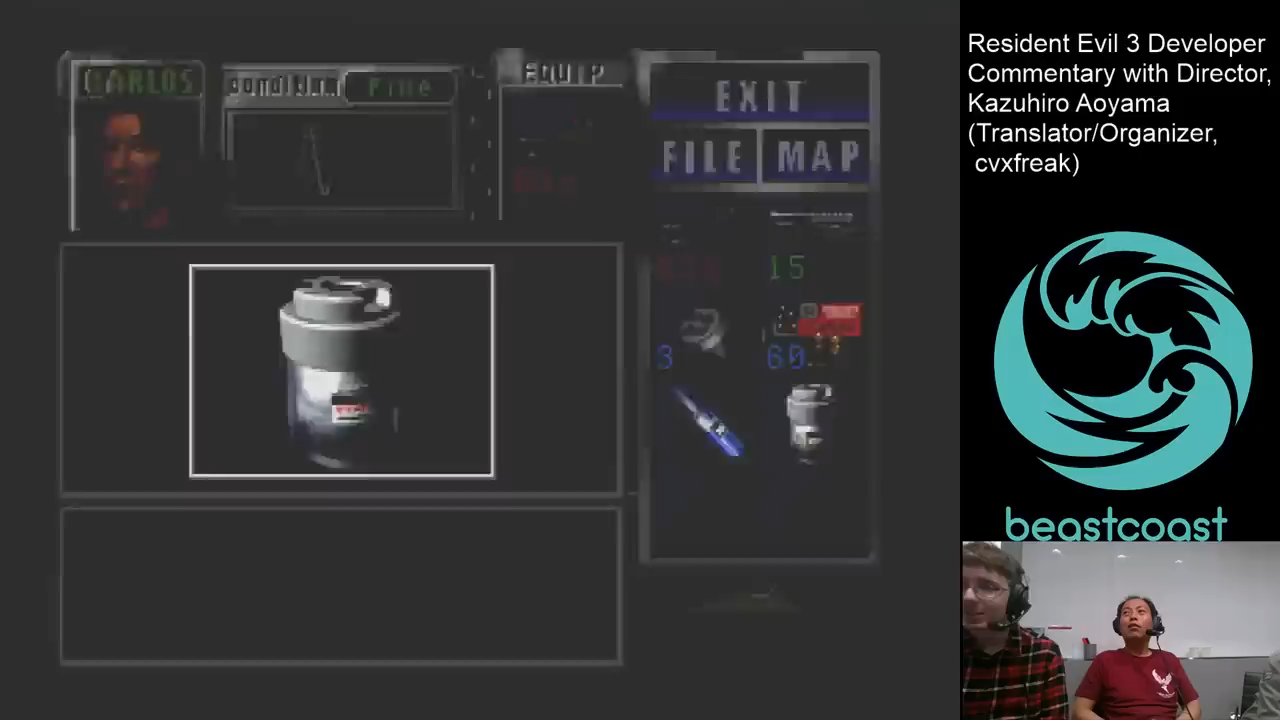 CARLOS
condition
Fine
EQUIP
EXIT
FILE
MAP
15
3
60
Resident Evil 3 Developer
Commentary with Director,
Kazuhiro Aoyama
(Translator/Organizer,
cvxfreak)
beastcoast